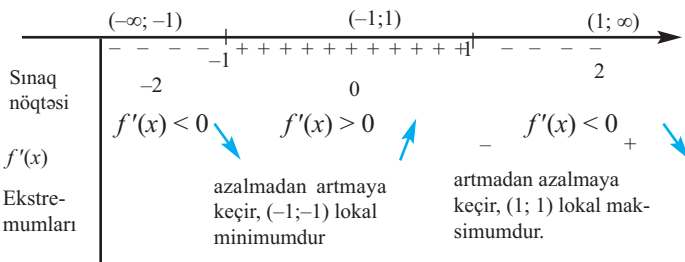 (–∞; –1) (–1;1) (1; ∞)
– – – – –1 + + + + + + + + + + + + + + 1 – – – –
Sınaq nöqtəsi –2 0 2
f'(x) f'(x) < 0 f'(x) > 0 – f'(x) < 0 +
Ekstre-
mumları
azalmadan artmaya
keçir, (–1;–1) lokal
minimumdur
artmadan azalmaya
keçir, (1; 1) lokal mak-
simumdur.